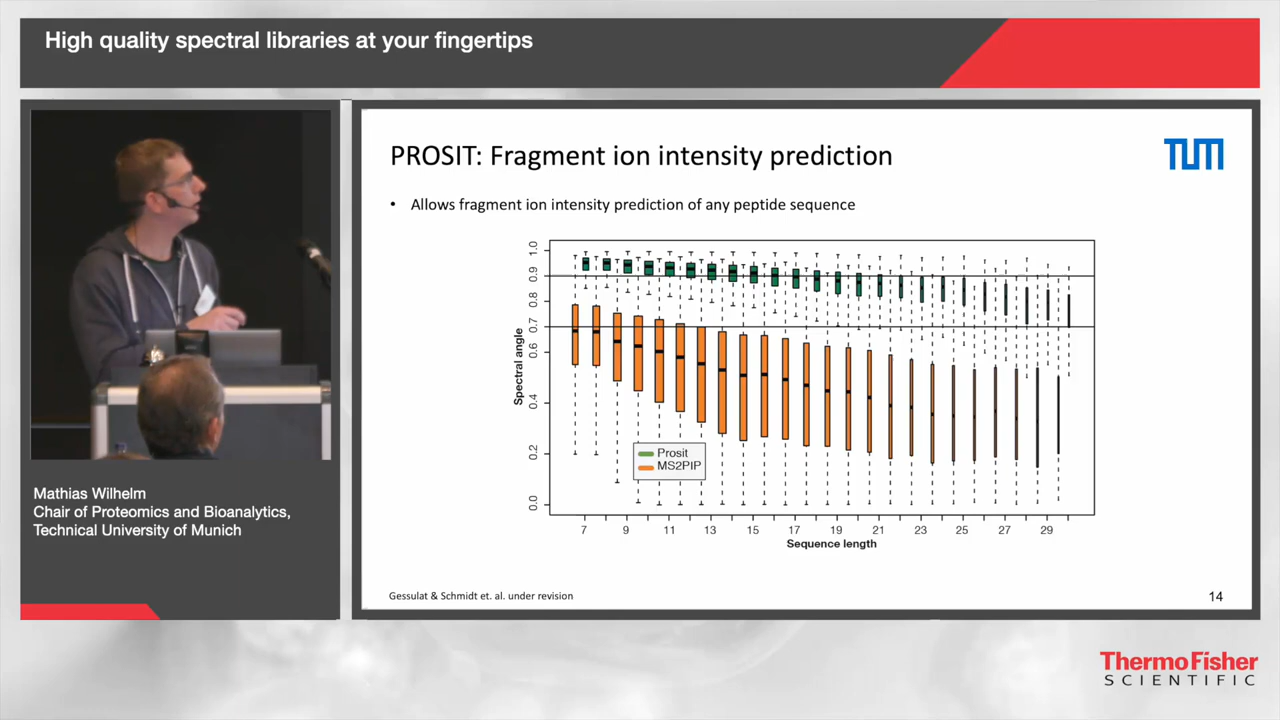 High quality spectral libraries at your fingertips
PROSIT: Fragment ion intensity prediction
TUM
• Allows fragment ion intensity prediction of any peptide sequence
Spectral angle
1.0
0.9
0.8
0.7
0.6
0.4
0.2
0.0
Prosit
MS2PIP
7 9 11 13 15 17 19 21 23 25 27 29
Sequence length
Gessulat & Schmidt et. al. under revision
14
Mathias Wilhelm
Chair of Proteomics and Bioanalytics,
Technical University of Munich
ThermoFisher
SCIENTIFIC